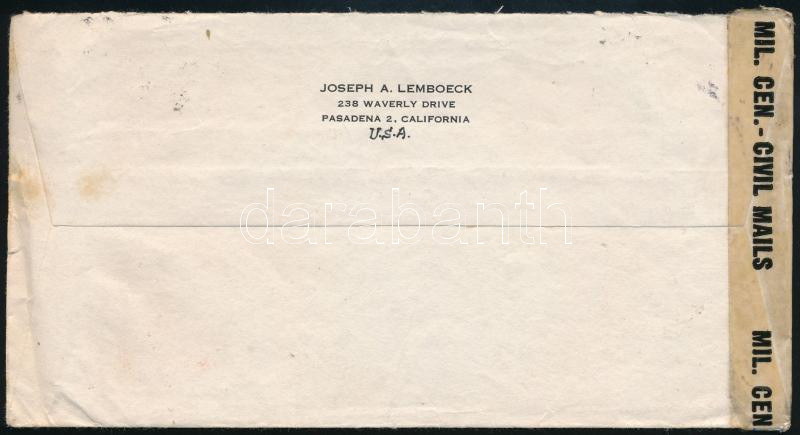 JOSEPH A. LEMBOECK
238 WAVERLY DRIVE
PASADENA 2, CALIFORNIA
U.S.A.
darabanth
MIL. CEN.- CIVIL MAILS
MIL. CEN